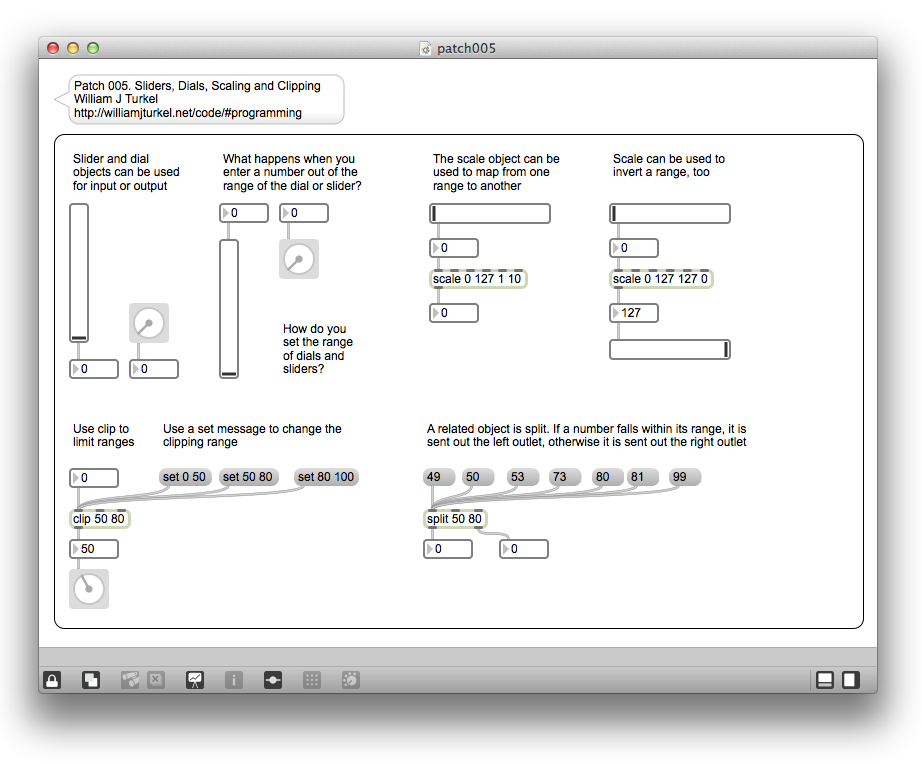 patch005
Patch 005. Sliders, Dials, Scaling and Clipping
William J Turkel
http://williamjturkel.net/code/#programming
Slider and dial
objects can be used
for input or output
0
0
What happens when you
enter a number out of the
range of the dial or slider?
0
0
How do you
set the range
of dials and
sliders?
The scale object can be
used to map from one
range to another
0
scale 0 127 1 10
0
Scale can be used to
invert a range, too
0
scale 0 127 127 0
127
Use clip to
limit ranges
Use a set message to change the
clipping range
0
set 0 50
set 50 80
set 80 100
clip 50 80
50
A related object is split. If a number falls within its range, it is
sent out the left outlet, otherwise it is sent out the right outlet
49
50
53
73
80
81
99
split 50 80
0
0